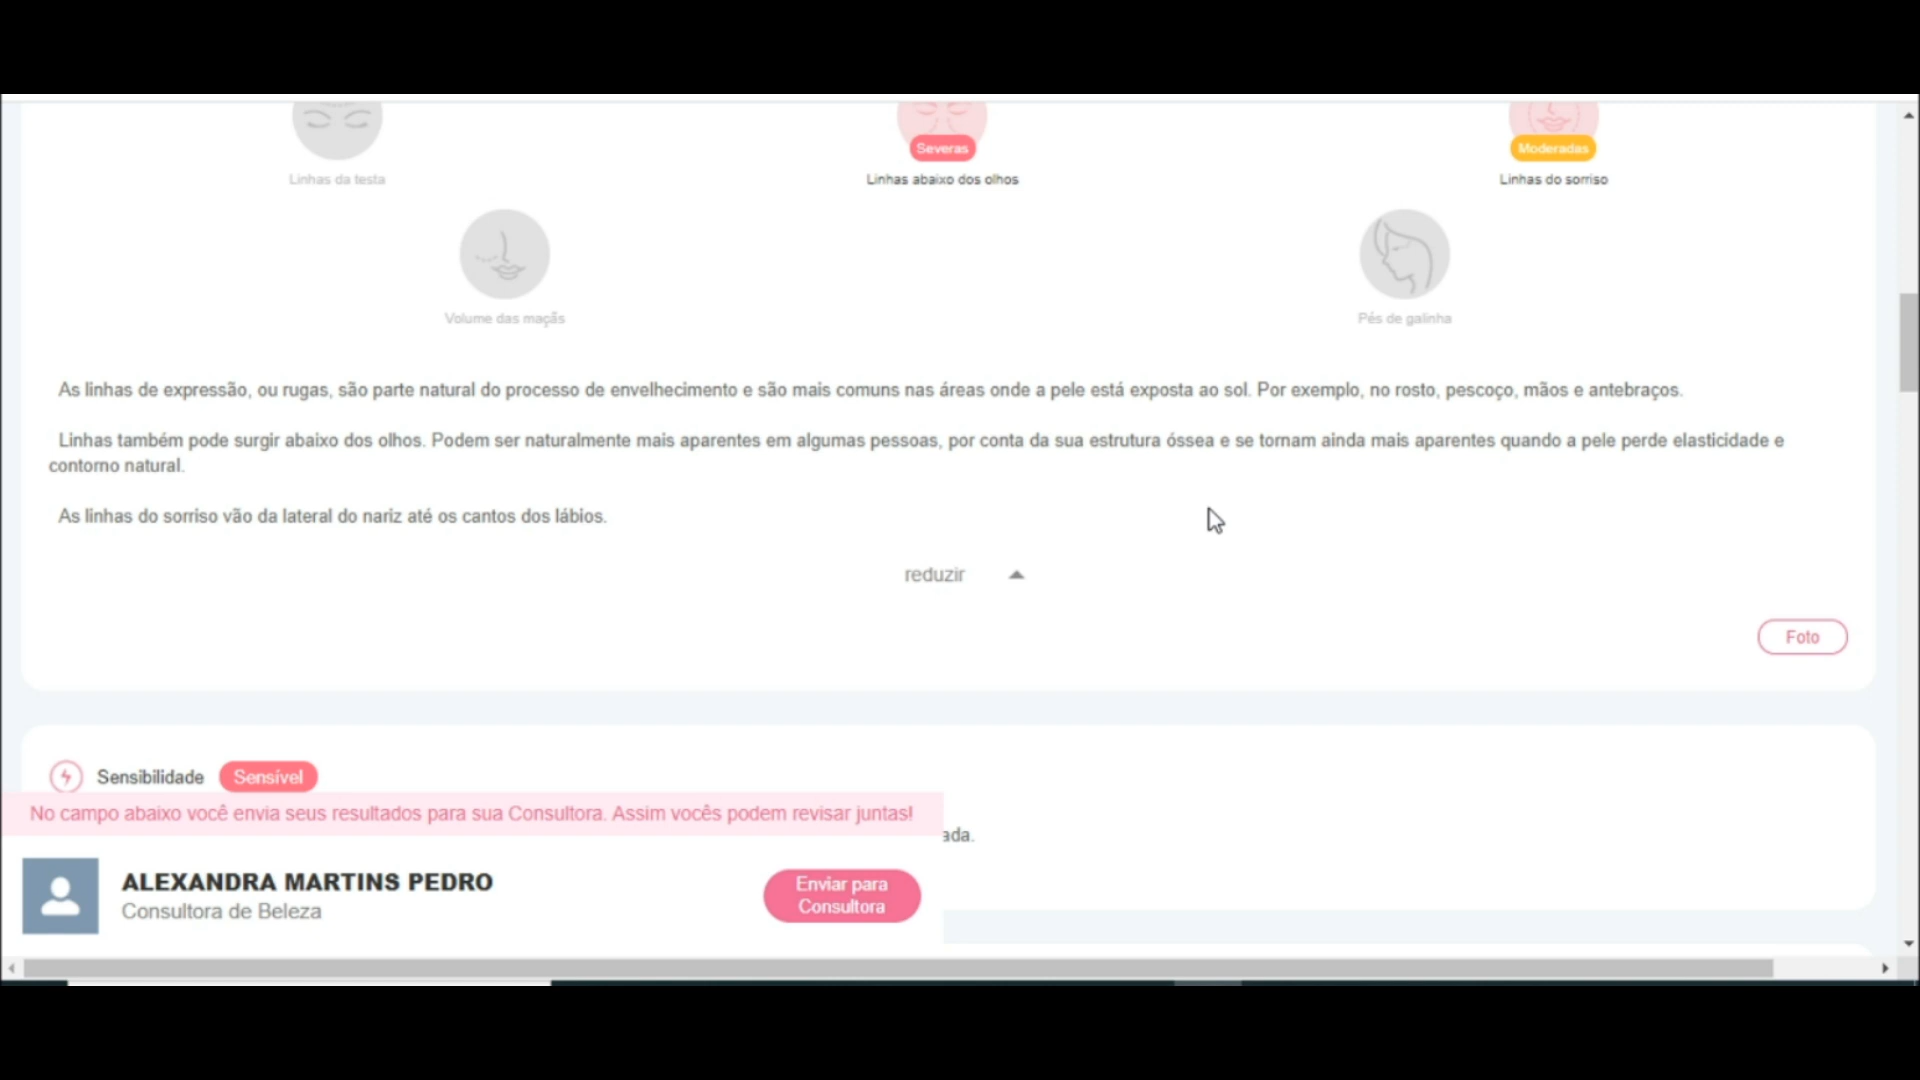 Severas
Moderadas
Linhas da testa
Linhas abaixo dos olhos
Linhas do sorriso
Volume das maçãs
Pés de galinha
As linhas de expressão, ou rugas, são parte natural do processo de envelhecimento e são mais comuns nas áreas onde a pele está exposta ao sol. Por exemplo, no rosto, pescoço, mãos e antebraços.
Linhas também pode surgir abaixo dos olhos. Podem ser naturalmente mais aparentes em algumas pessoas, por conta da sua estrutura óssea e se tornam ainda mais aparentes quando a pele perde elasticidade e
contorno natural.
As linhas do sorriso vão da lateral do nariz até os cantos dos lábios.
reduzir
Foto
Sensibilidade
Sensível
No campo abaixo você envia seus resultados para sua Consultora. Assim vocês podem revisar juntas!
ada.
ALEXANDRA MARTINS PEDRO
Consultora de Beleza
Enviar para
Consultora